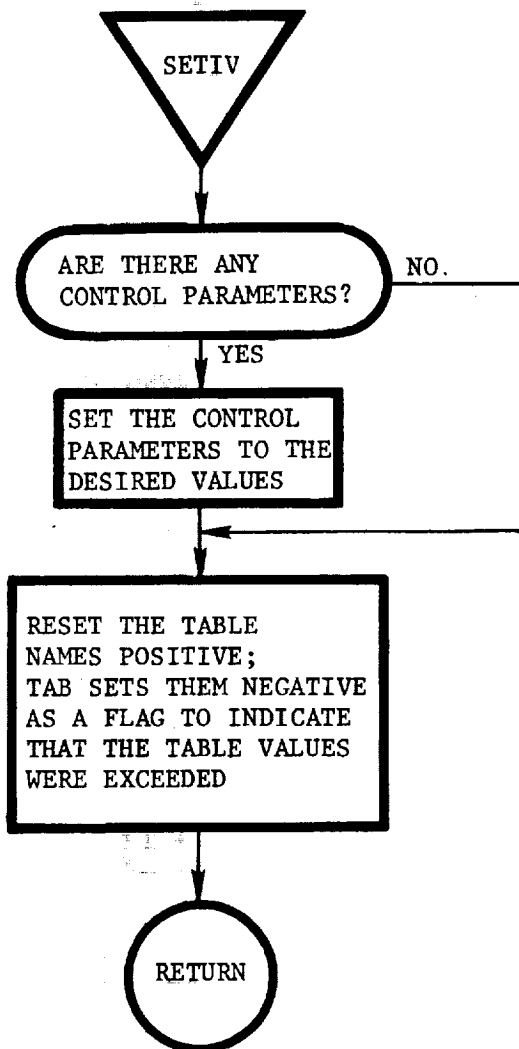 SETIV
ARE THERE ANY
CONTROL PARAMETERS?
NO.
YES
SET THE CONTROL
PARAMETERS TO THE
DESIRED VALUES
RESET THE TABLE
NAMES POSITIVE;
TAB SETS THEM NEGATIVE
AS A FLAG TO INDICATE
THAT THE TABLE VALUES
WERE EXCEEDED
RETURN